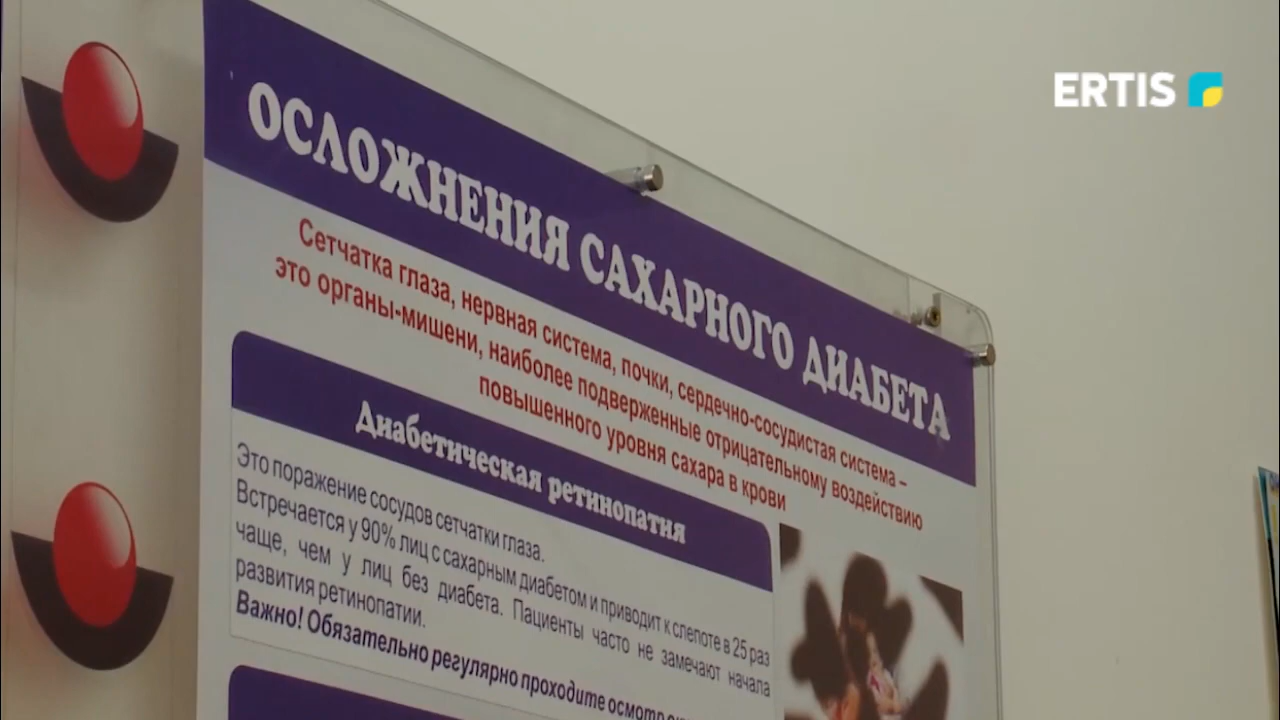 ERTIS
ОСЛОЖНЕНИЯ САХАРНОГО ДИАБЕТА
Сетчатка глаза, нервная система, почки, сердечно-сосудистая система –
это органы-мишени, наиболее подверженные отрицательному воздействию
повышенного уровня сахара в крови
Диабетическая ретинопатия
Это поражение сосудов сетчатки глаза.
Встречается у 90% лиц с сахарным диабетом и приводит к слепоте в 25 раз
чаще, чем у лиц без диабета. Пациенты часто не замечают начала
развития ретинопатии.
Важно! Обязательно регулярно проходите